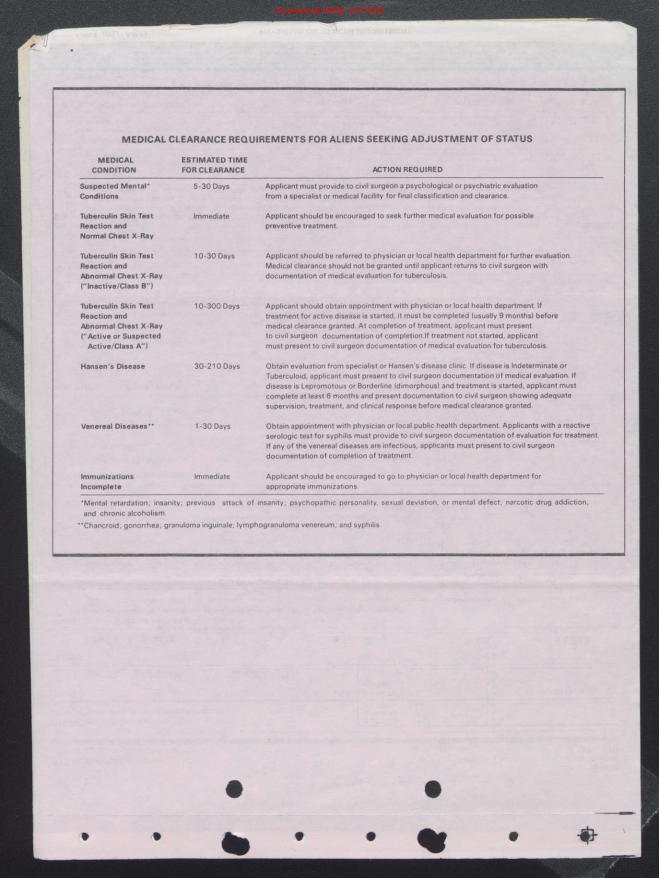 MEDICAL CLEARANCE REQUIREMENTS FOR ALIENS SEEKING ADJUSTMENT OF STATUS
MEDICAL CONDITION
ESTIMATED TIME FOR CLEARANCE
ACTION REQUIRED
Suspected Mental* 5-30 Days Applicant must provide to civil surgeon a psychological or psychiatric evaluation
Conditions from a specialist or medical facility for final classification and clearance.
Tuberculin Skin Test Immediate Applicant should be encouraged to seek further medical evaluation for possible
Reaction and preventive treatment.
Normal Chest X-Ray
Tuberculin Skin Test 10-30 Days Applicant should be referred to physician or local health department for further evaluation.
Reaction and Medical clearance should not be granted until applicant returns to civil surgeon with
Abnormal Chest X-Ray documentation of medical evaluation for tuberculosis.
("Inactive/Class B")
Tuberculin Skin Test 10-300 Days Applicant should obtain appointment with physician or local health department. If
Reaction and treatment for active disease is started, it must be completed (usually 9 months) before
Abnormal Chest X-Ray medical clearance granted. At completion of treatment, applicant must present
("Active or Suspected to civil surgeon documentation of completion.If treatment not started, applicant
Active/Class A") must present to civil surgeon documentation of medical evaluation for tuberculosis.
Hansen's Disease 30-210 Days Obtain evaluation from specialist or Hansen's disease clinic. If disease is Indeterminate or
Tuberculoid, applicant must present to civil surgeon documentation of medical evaluation. If
disease is Lepromotous or Borderline (dimorphous) and treatment is started, applicant must
complete at least 6 months and present documentation to civil surgeon showing adequate
supervision, treatment, and clinical response before medical clearance granted.
Venereal Diseases** 1-30 Days Obtain appointment with physician or local public health department. Applicants with a reactive
serologic test for syphilis must provide to civil surgeon documentation of evaluation for treatment.
If any of the venereal diseases are infectious, applicants must present to civil surgeon
documentation of completion of treatment.
Immunizations Immediate Applicant should be encouraged to go to physician or local health department for
Incomplete appropriate immunizations.
*Mental retardation; insanity; previous attack of insanity; psychopathic personality, sexual deviation, or mental defect; narcotic drug addiction;
and chronic alcoholism.
**Chancroid; gonorrhea; granuloma inguinale; lymphogranuloma venereum; and syphilis.